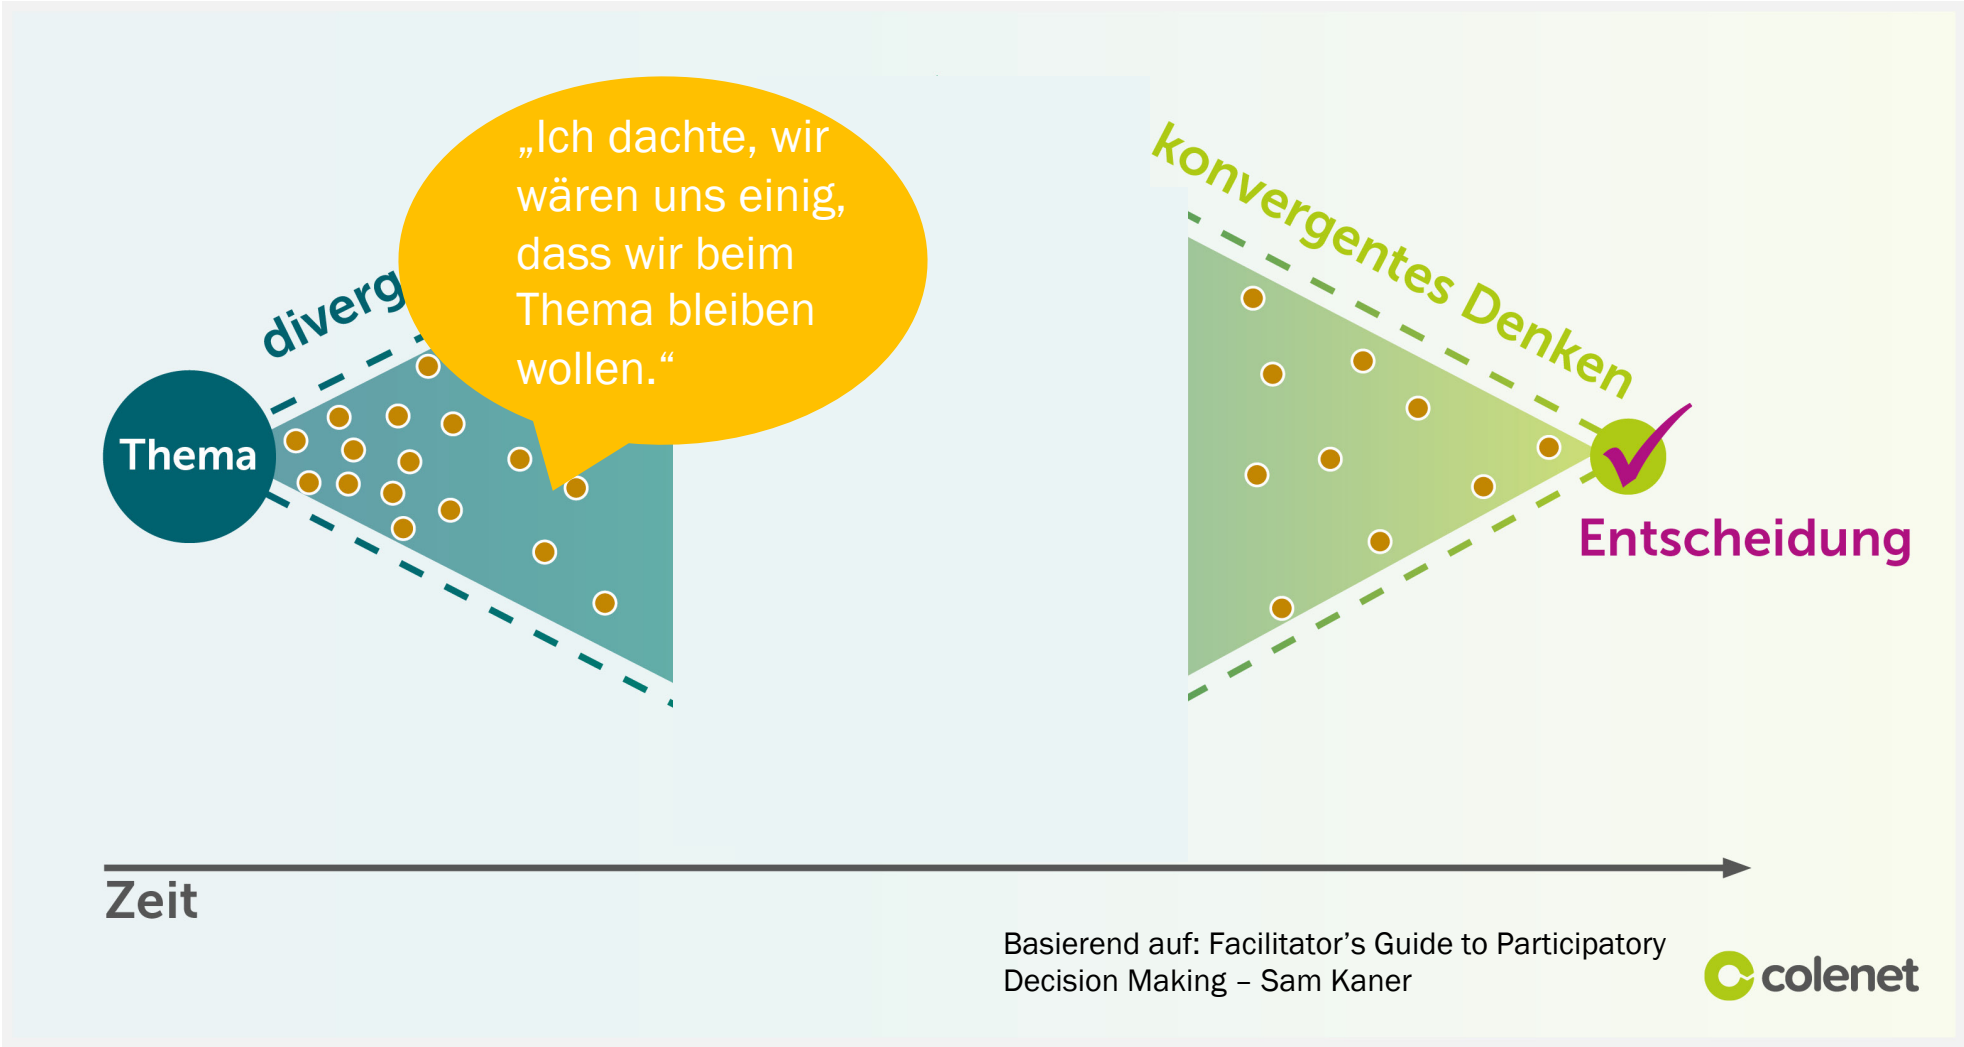 „Ich dachte, wir
wären uns einig,
dass wir beim
Thema bleiben
wollen.“
konvergentes Denken
Thema
Entscheidung
Zeit
Basierend auf: Facilitator’s Guide to Participatory
Decision Making – Sam Kaner
colenet